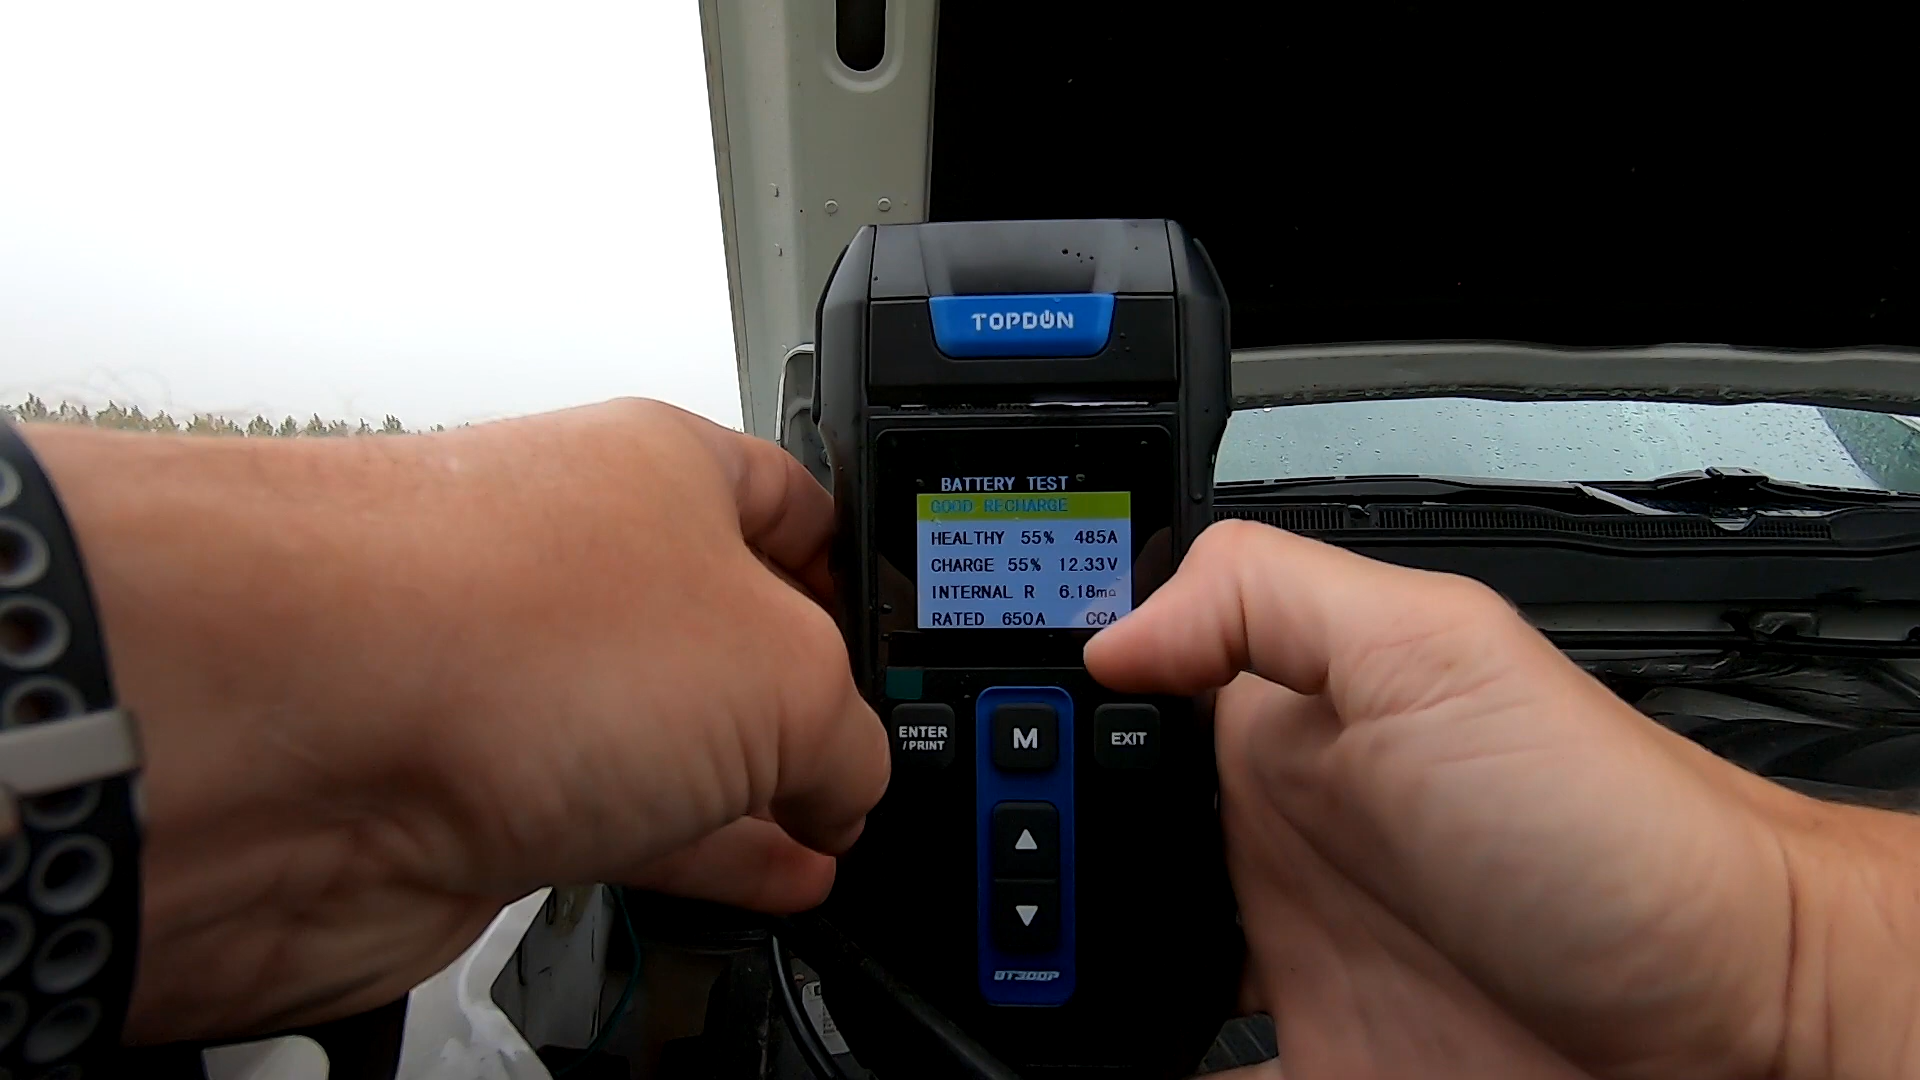 TOPDON
BATTERY TEST
GOOD RECHARGE
HEALTHY 55% 485A
CHARGE 55% 12.33V
INTERNAL R 6.18mΩ
RATED 650A CCA
ENTER
/ PRINT
M
EXIT
BT300P